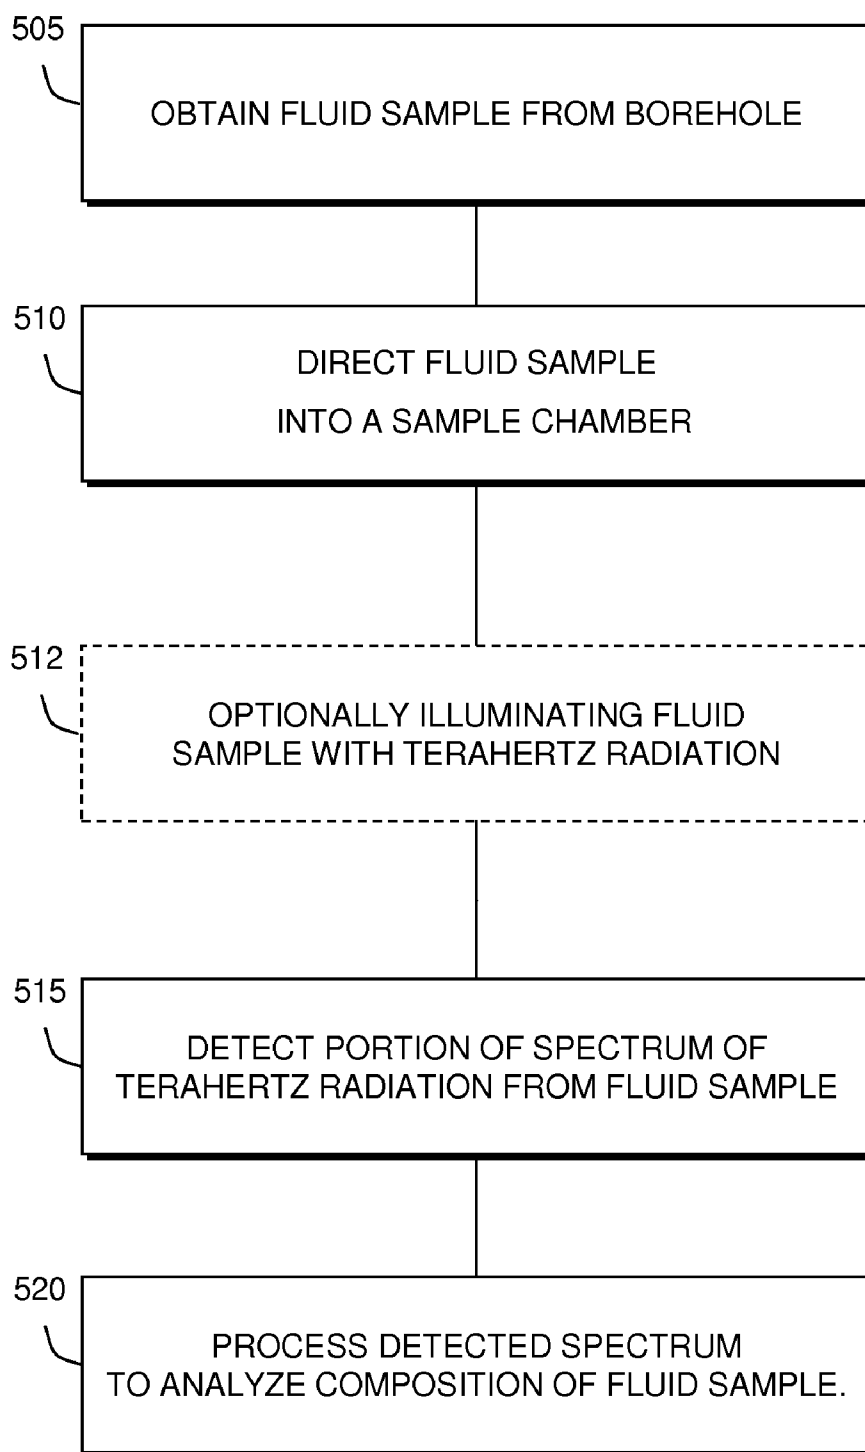 505
OBTAIN FLUID SAMPLE FROM BOREHOLE
510
DIRECT FLUID SAMPLE
INTO A SAMPLE CHAMBER
512
OPTIONALLY ILLUMINATING FLUID
SAMPLE WITH TERAHERTZ RADIATION
515
DETECT PORTION OF SPECTRUM OF
TERAHERTZ RADIATION FROM FLUID SAMPLE
520
PROCESS DETECTED SPECTRUM
TO ANALYZE COMPOSITION OF FLUID SAMPLE.